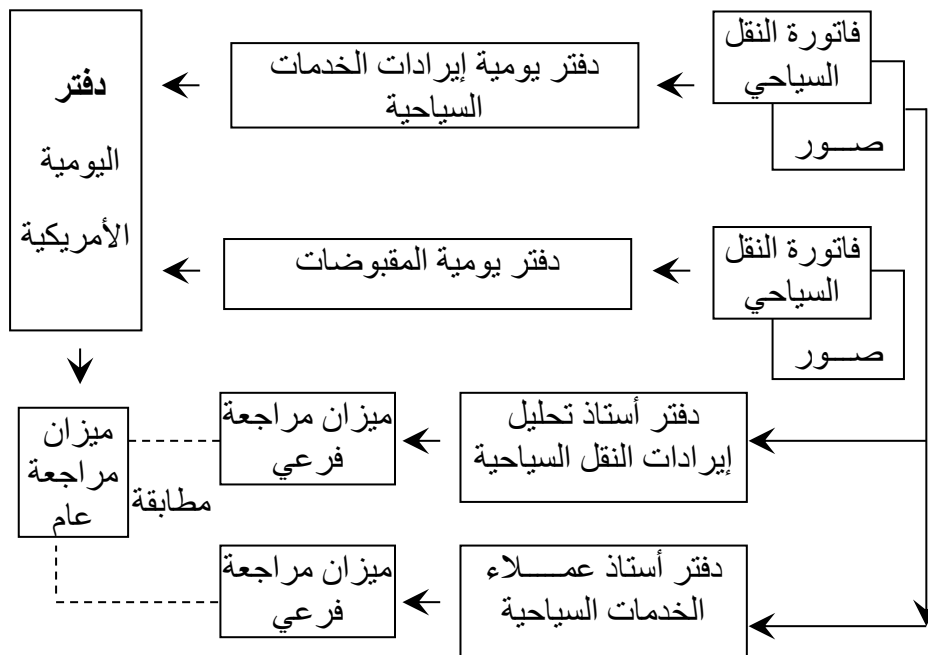 فاتورة النقل
السياحي
صـــور
دفتر يومية إيرادات الخدمات
السياحية
دفتر
اليومية
الأمريكية
فاتورة النقل
السياحي
صـــور
دفتر يومية المقبوضات
دفتر أستاذ تحليل
إيرادات النقل السياحية
ميزان مراجعة
فرعي
مطابقة
ميزان
مراجعة
عام
دفتر أستاذ عمـــــلاء
الخدمات السياحية
ميزان مراجعة
فرعي